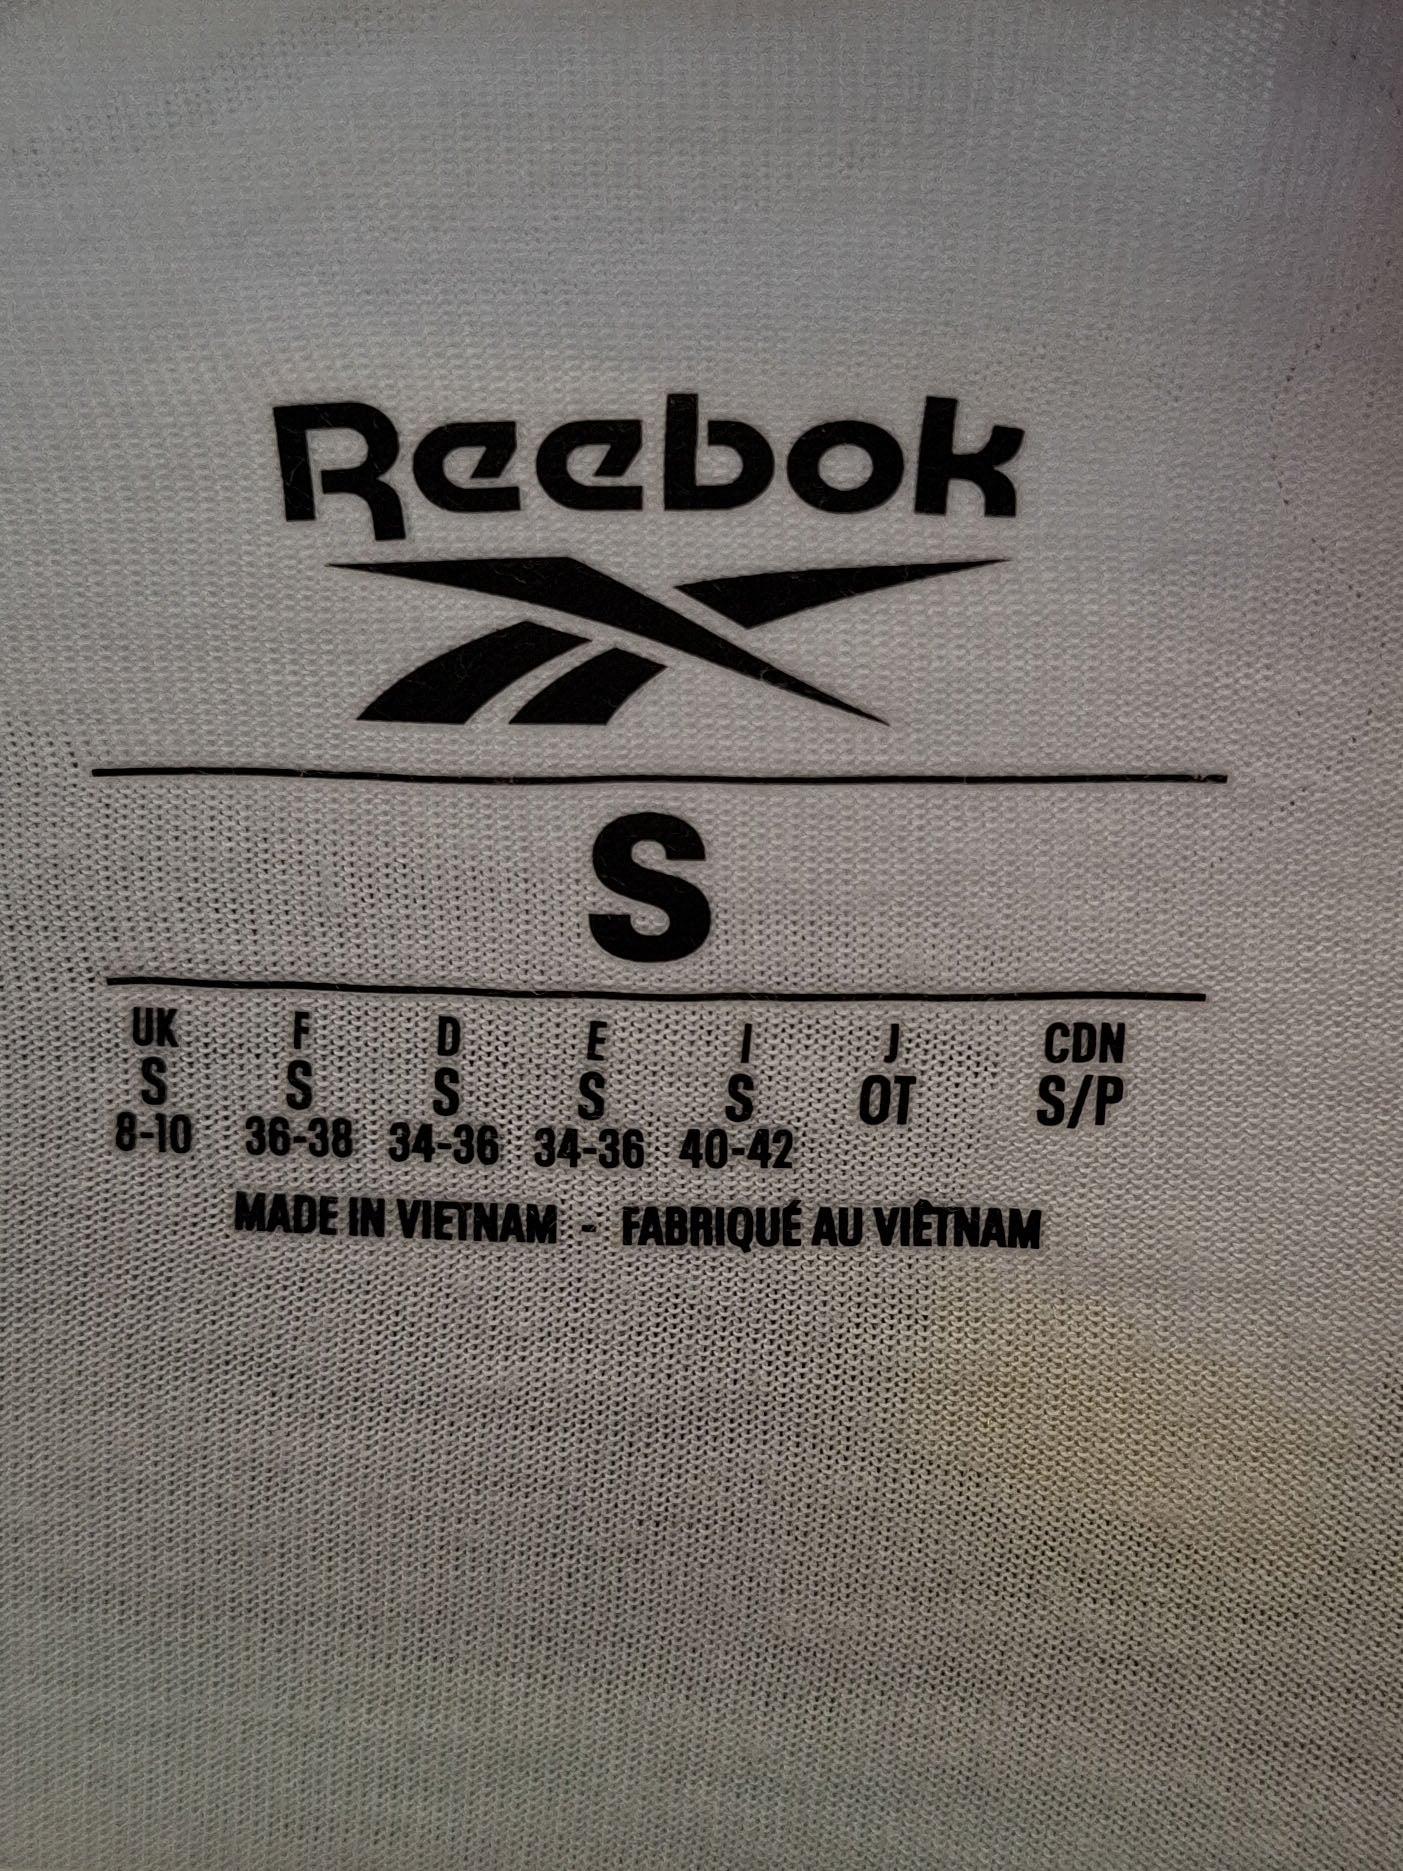 Reebok
S
UK F D E I J CDN
S S S S S OT S/P
8-10 36-38 34-36 34-36 40-42
MADE IN VIETNAM - FABRIQUÉ AU VIÊTNAM